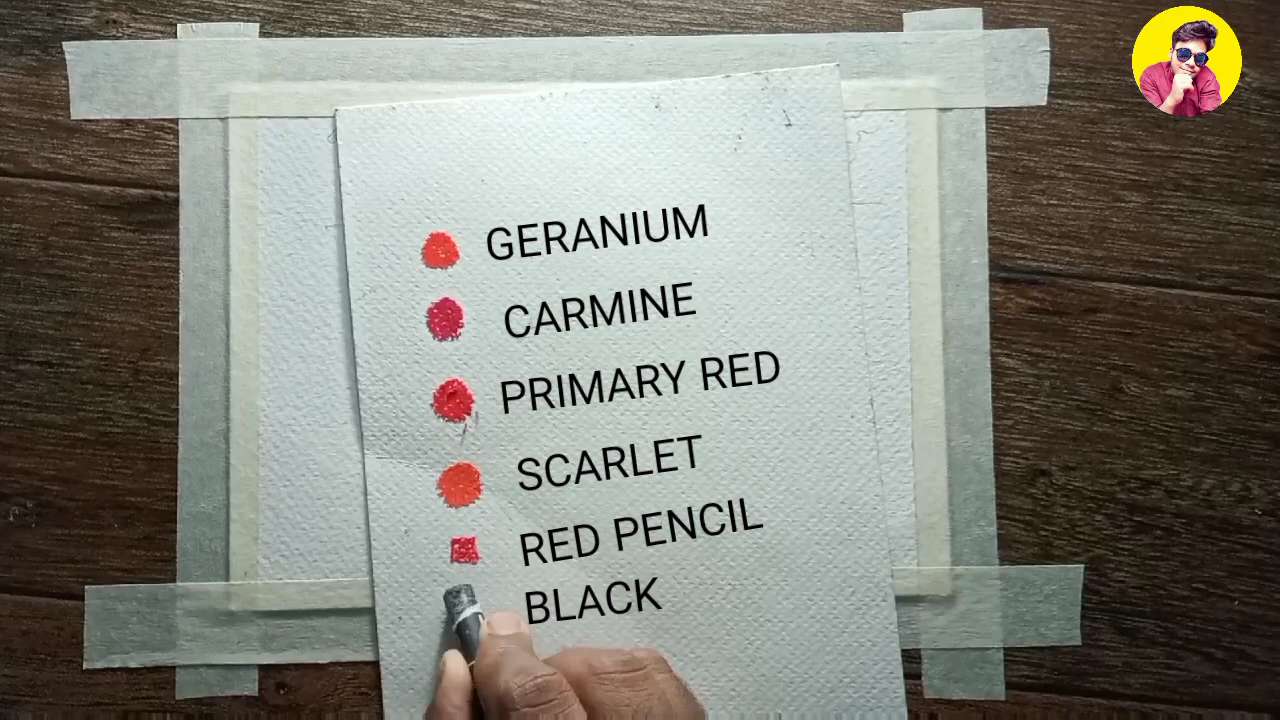 GERANIUM
CARMINE
PRIMARY RED
SCARLET
RED PENCIL
BLACK